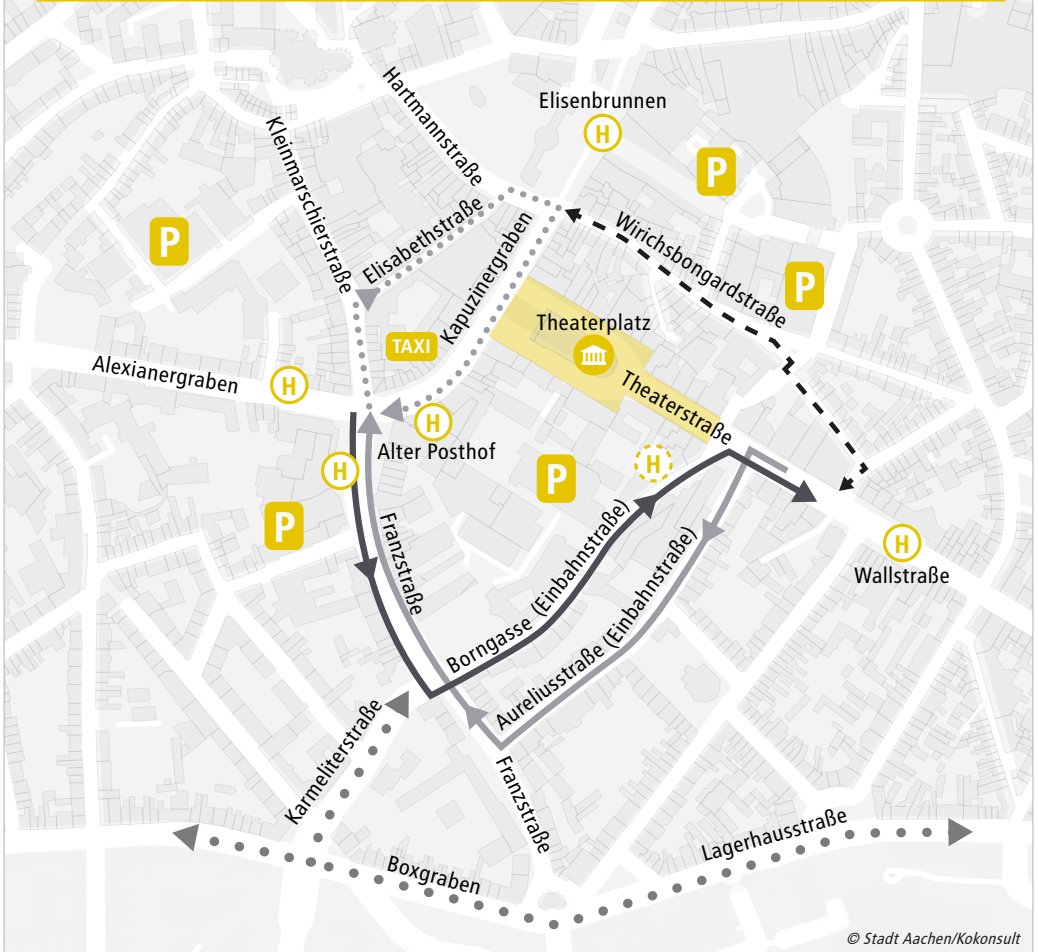 Hartmannstraße
Elisenbrunnen
H
Kleinmarschierstraße
P
Elisabethstraße
Kapuzinergraben
Wirichsbongardstraße
P
P
Theaterplatz
TAXI
Alexianergraben
H
Theaterstraße
H
Alter Posthof
H
H
P
P
Franzstraße
H
Wallstraße
Borngasse (Einbahnstraße)
Aureliusstraße (Einbahnstraße)
Karmeliterstraße
Franzstraße
Boxgraben
Lagerhausstraße
© Stadt Aachen/Kokonsult